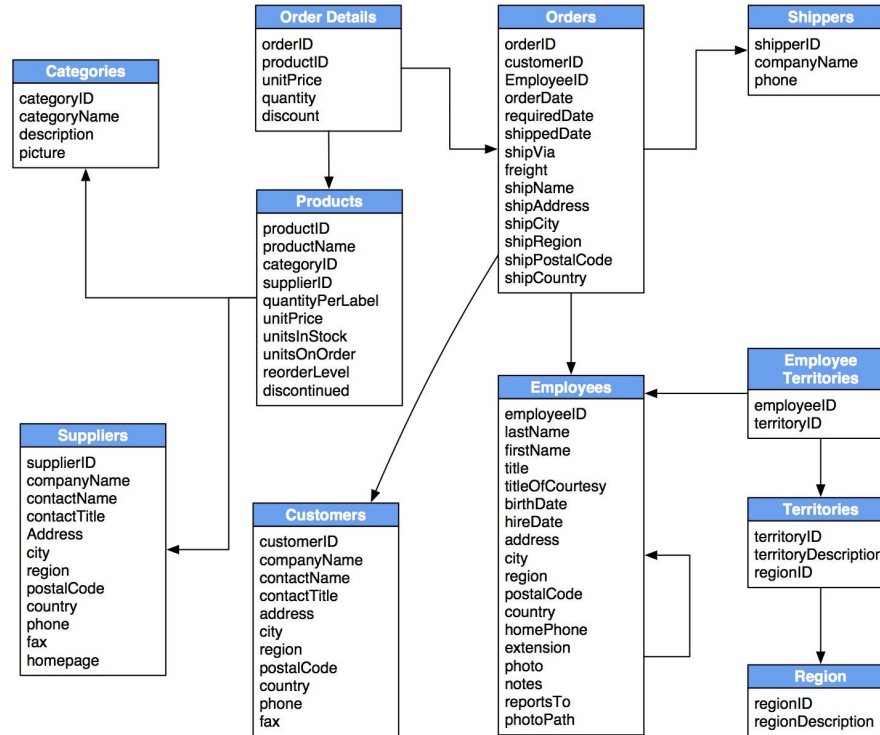 Order Details
orderID
productID
unitPrice
quantity
discount
Orders
orderID
customerID
EmployeeID
orderDate
requiredDate
shippedDate
shipVia
freight
shipName
shipAddress
shipCity
shipRegion
shipPostalCode
shipCountry
Shippers
shipperID
companyName
phone
Categories
categoryID
categoryName
description
picture
Products
productID
productName
categoryID
supplierID
quantityPerLabel
unitPrice
unitsInStock
unitsOnOrder
reorderLevel
discontinued
Employee
Territories
employeeID
territoryID
Suppliers
supplierID
companyName
contactName
contactTitle
Address
city
region
postalCode
country
phone
fax
homepage
Customers
customerID
companyName
contactName
contactTitle
address
city
region
postalCode
country
phone
fax
Employees
employeeID
lastName
firstName
title
titleOfCourtesy
birthDate
hireDate
address
city
region
postalCode
country
homePhone
extension
photo
notes
reportsTo
photoPath
Territories
territoryID
territoryDescription
regionID
Region
regionID
regionDescription